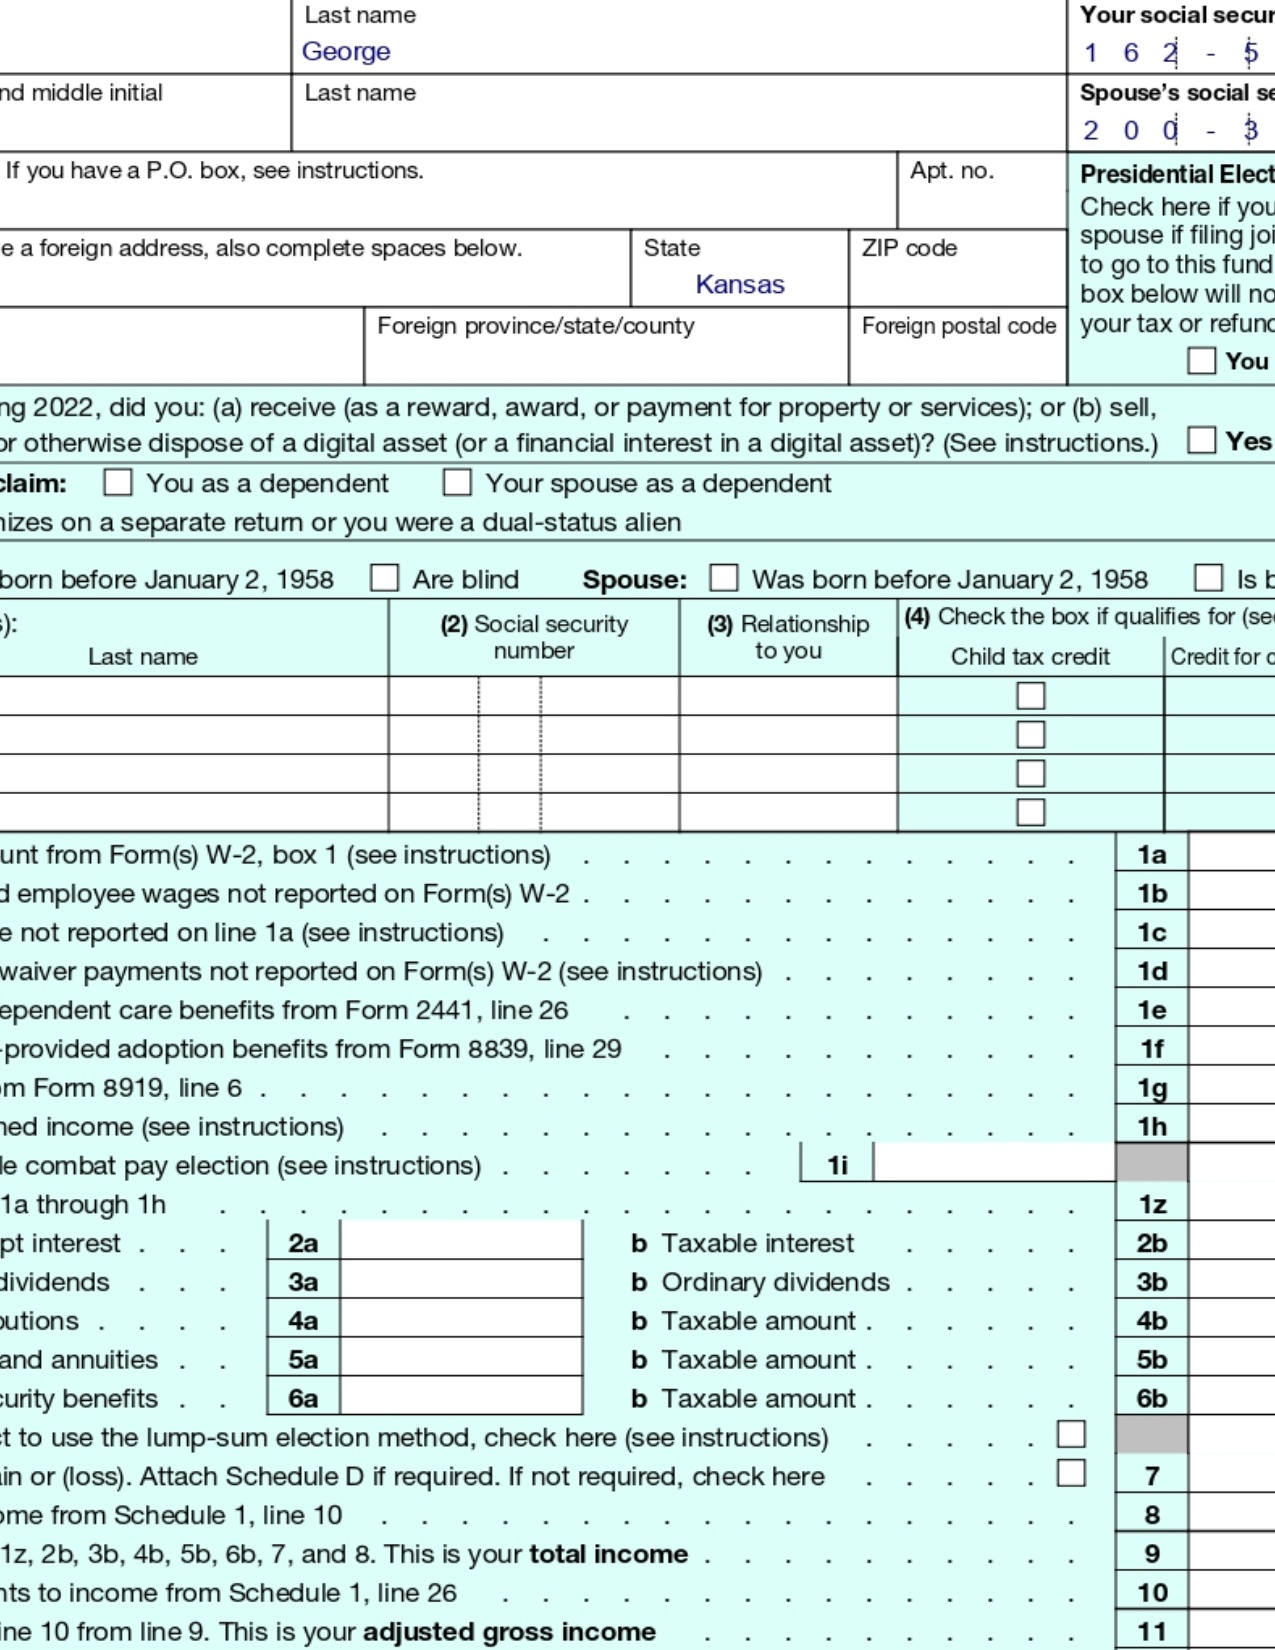 Last name Your social secur
George 1 6 2 - 5
nd middle initial Last name Spouse's social se
2 0 0 - 3
If you have a P.O. box, see instructions. Apt. no. Presidential Elect
Check here if you
spouse if filing joi
e a foreign address, also complete spaces below. State ZIP code
to go to this fund
Kansas
box below will no
Foreign province/state/county Foreign postal code your tax or refund
You
ng 2022, did you: (a) receive (as a reward, award, or payment for property or services); or (b) sell,
or otherwise dispose of a digital asset (or a financial interest in a digital asset)? (See instructions.) Yes
claim: You as a dependent Your spouse as a dependent
nizes on a separate return or you were a dual-status alien
born before January 2, 1958 Are blind Spouse: Was born before January 2, 1958 Is b
s): (2) Social security number (3) Relationship to you (4) Check the box if qualifies for (see
Last name Child tax credit Credit for o
unt from Form(s) W-2, box 1 (see instructions) . . . . . . . . . . . . . 1a
d employee wages not reported on Form(s) W-2 . . . . . . . . . . . . . 1b
e not reported on line 1a (see instructions) . . . . . . . . . . . . . . 1c
waiver payments not reported on Form(s) W-2 (see instructions) . . . . . . . . 1d
ependent care benefits from Form 2441, line 26 . . . . . . . . . . . . 1e
-provided adoption benefits from Form 8839, line 29 . . . . . . . . . . . 1f
om Form 8919, line 6 . . . . . . . . . . . . . . . . . . . . . 1g
ned income (see instructions) . . . . . . . . . . . . . . . . . . 1h
le combat pay election (see instructions) . . . . . . . 1i
1a through 1h . . . . . . . . . . . . . . . . . . . . . . 1z
pt interest . . . 2a b Taxable interest . . . . . 2b
dividends . . . 3a b Ordinary dividends . . . . . 3b
butions . . . . 4a b Taxable amount . . . . . . 4b
and annuities . . 5a b Taxable amount . . . . . . 5b
curity benefits . . 6a b Taxable amount . . . . . . 6b
ct to use the lump-sum election method, check here (see instructions) . . . . .
ain or (loss). Attach Schedule D if required. If not required, check here . . . . . 7
ome from Schedule 1, line 10 . . . . . . . . . . . . . . . . . . 8
1z, 2b, 3b, 4b, 5b, 6b, 7, and 8. This is your total income . . . . . . . . . . 9
nts to income from Schedule 1, line 26 . . . . . . . . . . . . . . . 10
ine 10 from line 9. This is your adjusted gross income . . . . . . . . . . 11